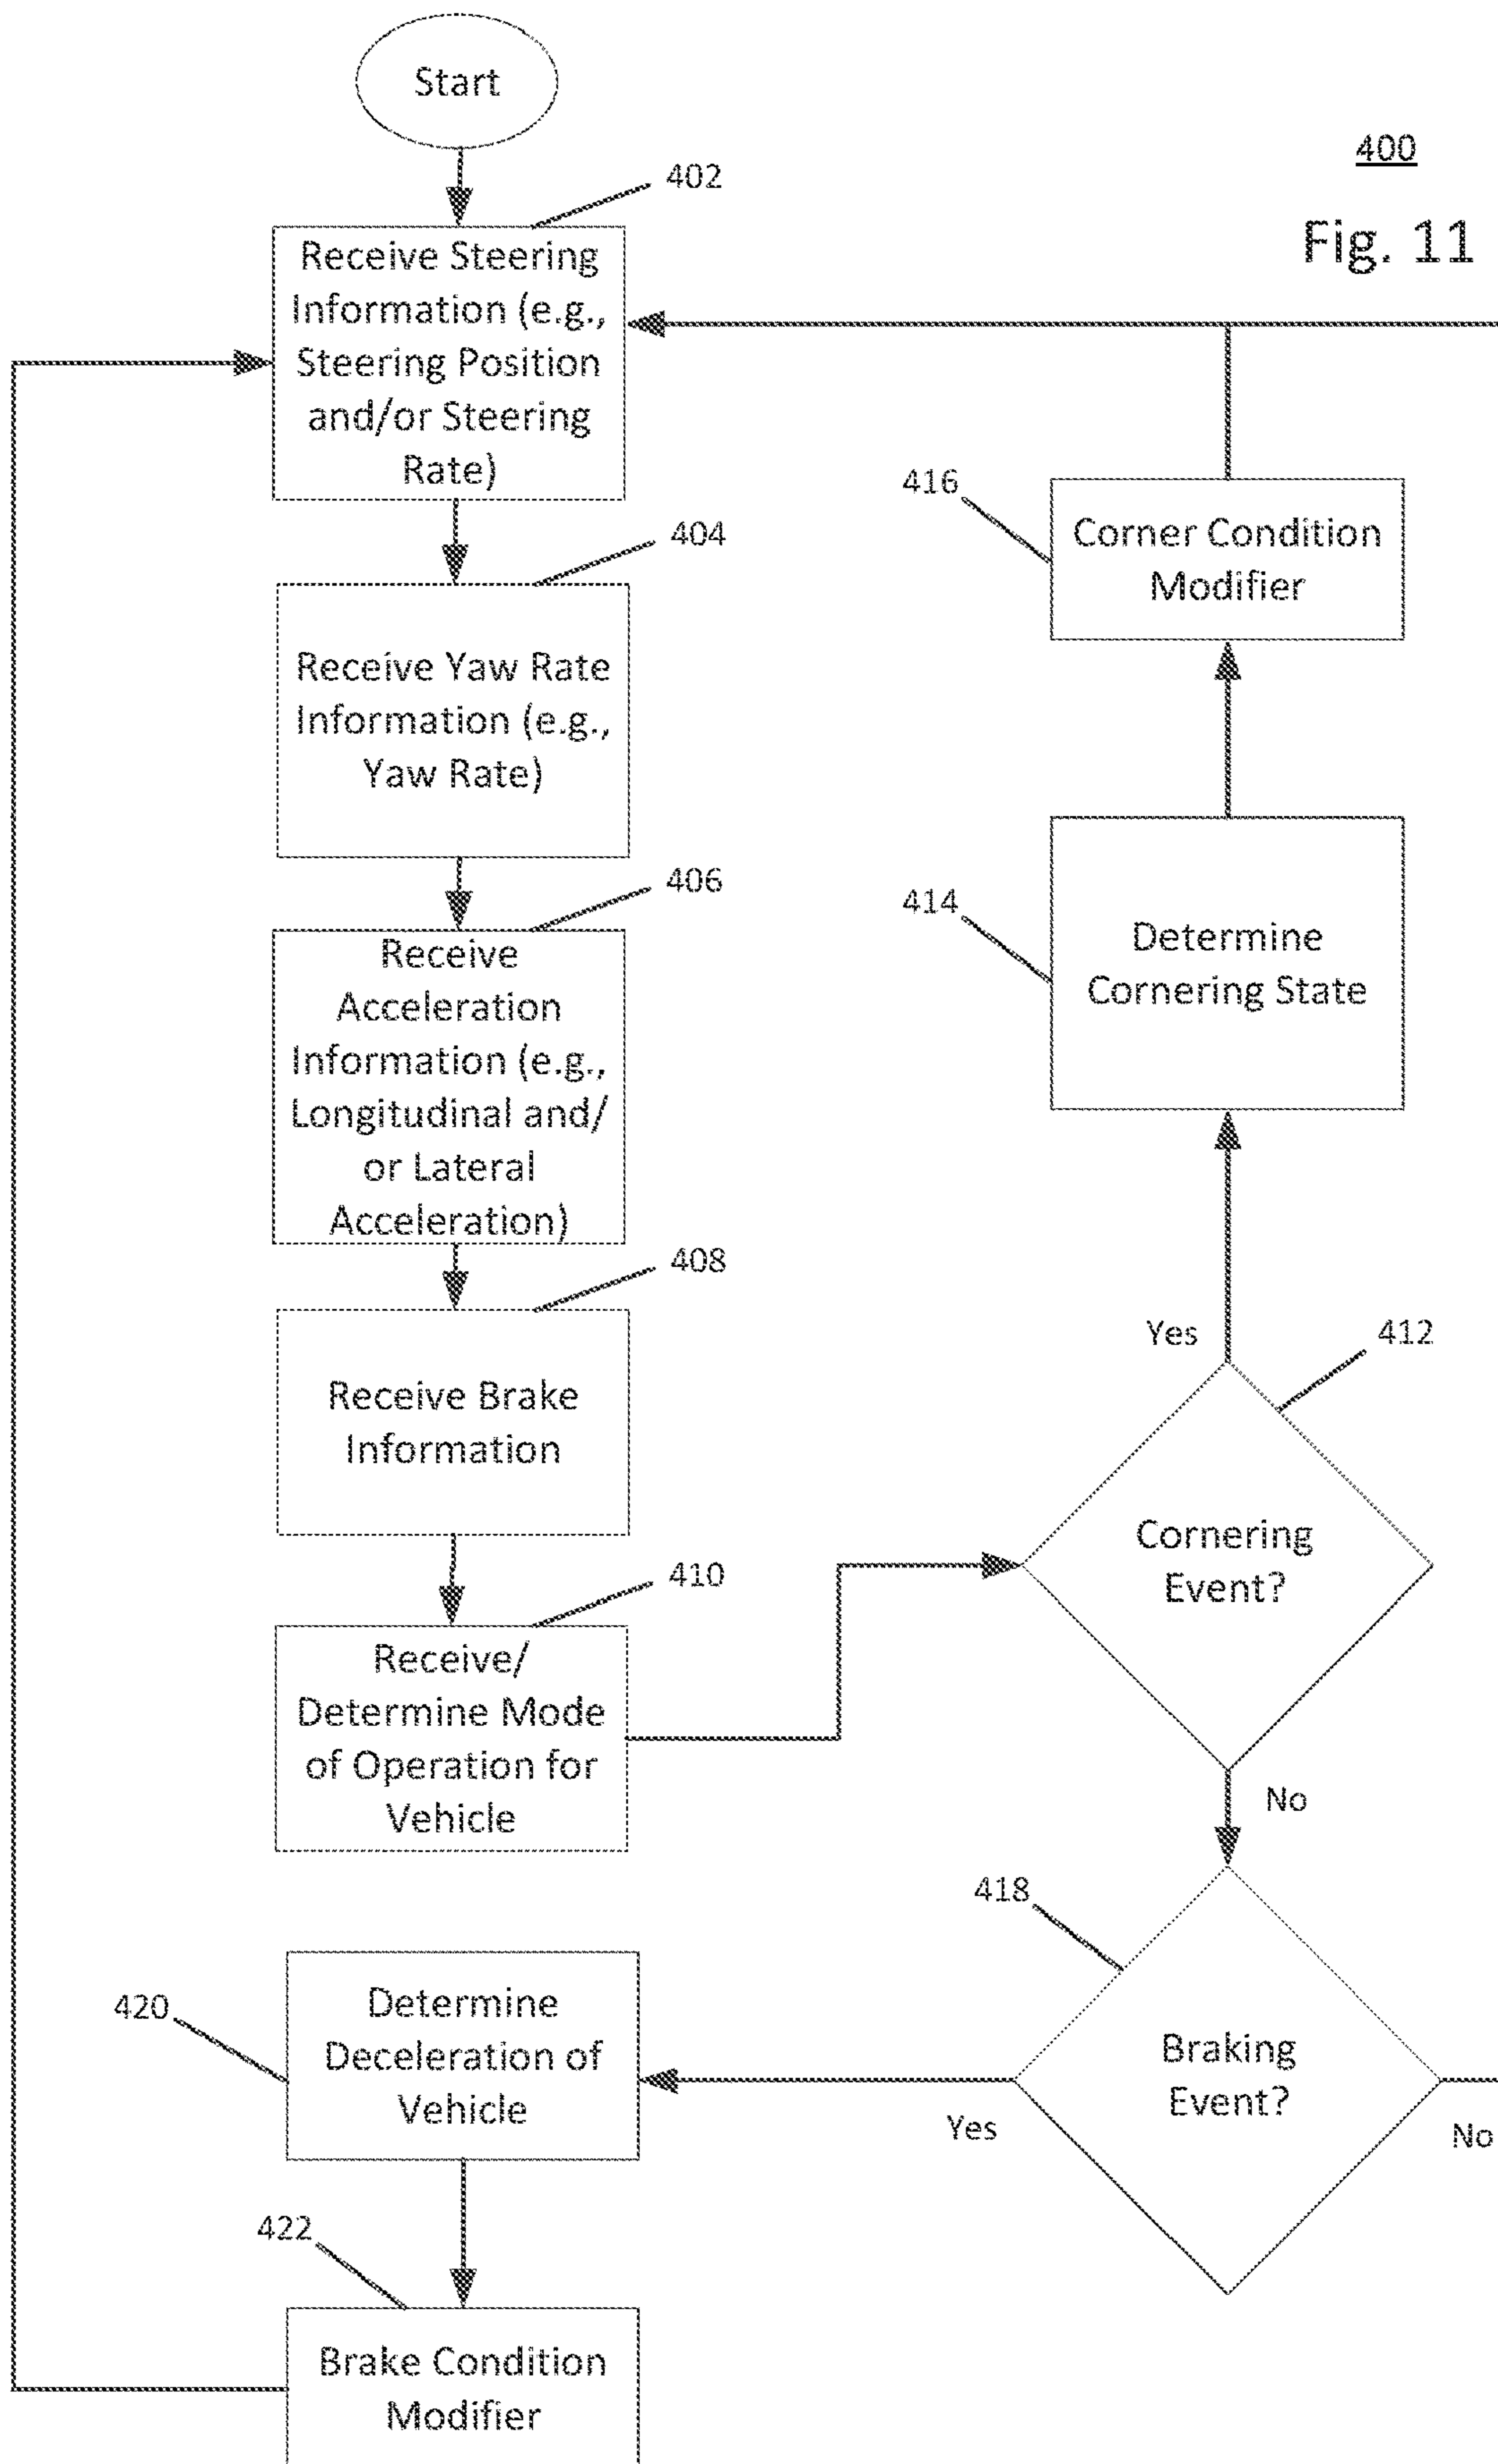 Start
400
Fig. 11
402
Receive Steering
Information (e.g.,
Steering Position
and/or Steering
Rate)
404
Receive Yaw Rate
Information (e.g.,
Yaw Rate)
406
Receive
Acceleration
Information (e.g.,
Longitudinal and/
or Lateral
Acceleration)
408
Receive Brake
Information
410
Receive/
Determine Mode
of Operation for
Vehicle
412
Cornering
Event?
Yes
No
414
Determine
Cornering State
416
Corner Condition
Modifier
418
Braking
Event?
Yes
No
420
Determine
Deceleration of
Vehicle
422
Brake Condition
Modifier